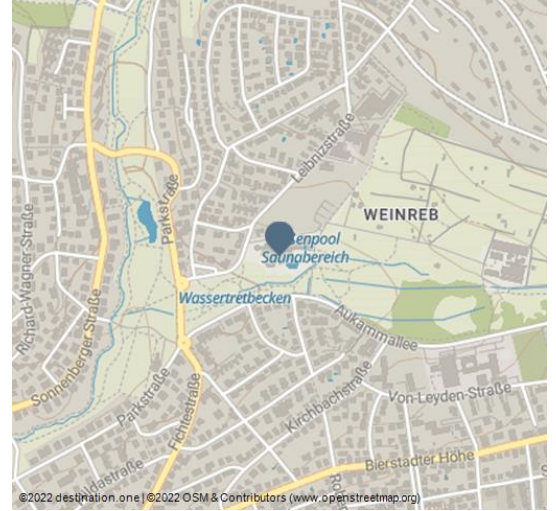 Leibnizstraße
WEINREB
Parkstraße
Saunabereich
Richard-Wagner-Straße
Wassertretbecken
Aukammallee
Sonnenberger Straße
Parkstraße
Fichtestraße
Kirchbachstraße
Von-Leyden-Straße
Bierstadter Höhe
©2022 destination.one | ©2022 OSM & Contributors (www.openstreetmap.org)